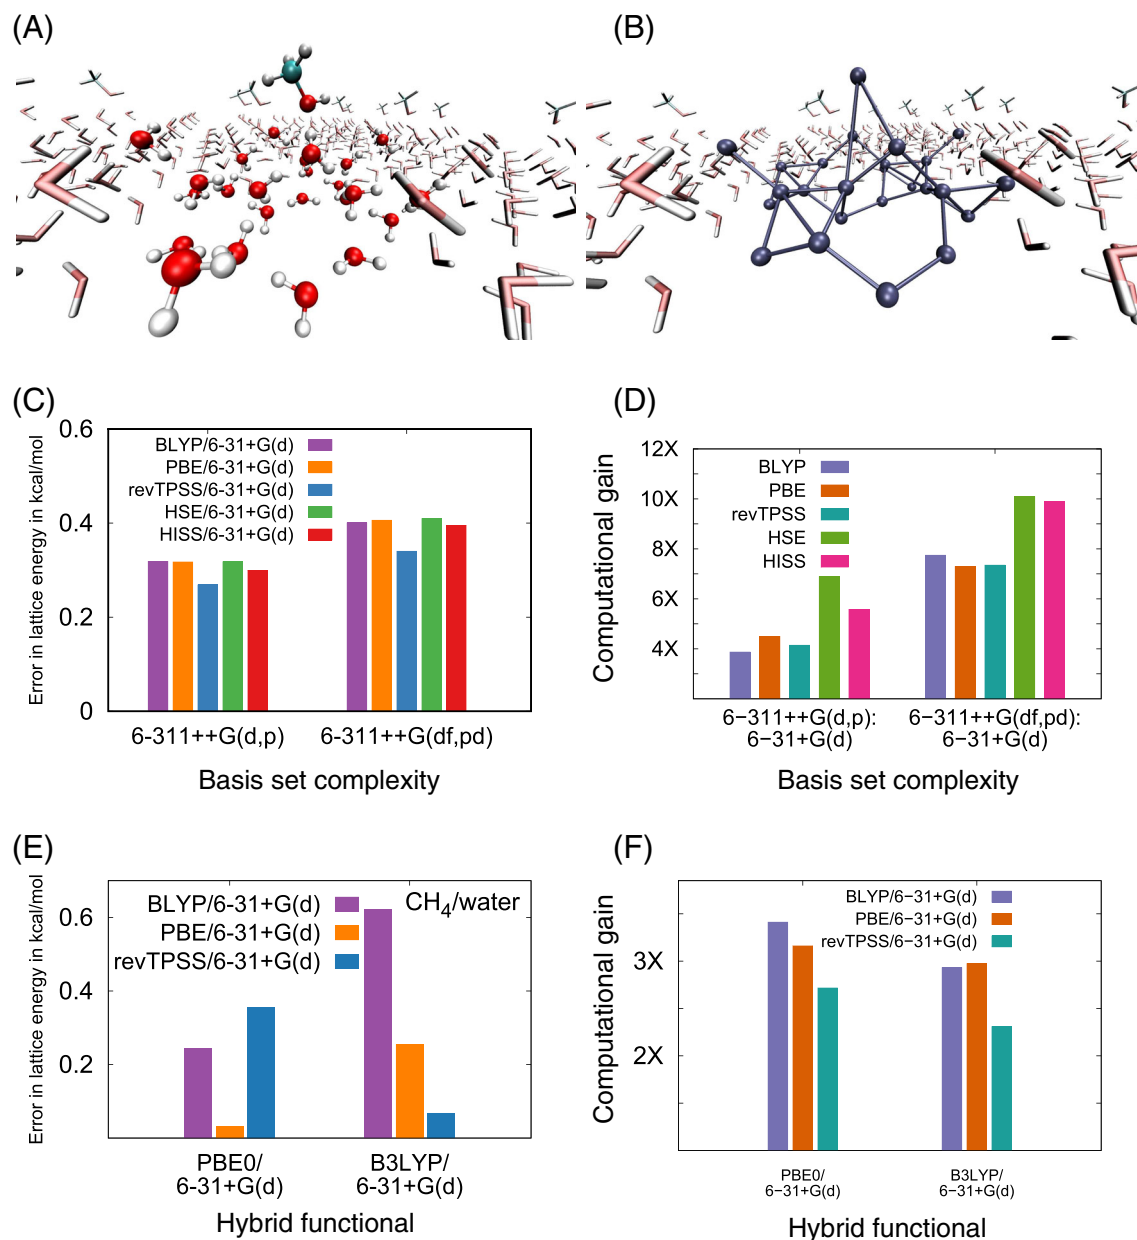 (A)
(B)
(C)
Error in lattice energy in kcal/mol
0.6
0.4
0.2
0
BLYP/6-31+G(d)
PBE/6-31+G(d)
revTPSS/6-31+G(d)
HSE/6-31+G(d)
HISS/6-31+G(d)
6-311++G(d,p)
6-311++G(df,pd)
Basis set complexity
(D)
Computational gain
12X
10X
8X
6X
4X
BLYP
PBE
revTPSS
HSE
HISS
6−311++G(d,p):
6−31+G(d)
6−311++G(df,pd):
6−31+G(d)
Basis set complexity
(E)
Error in lattice energy in kcal/mol
0.6
0.4
0.2
BLYP/6-31+G(d)
PBE/6-31+G(d)
revTPSS/6-31+G(d)
CH4/water
PBE0/
6-31+G(d)
B3LYP/
6-31+G(d)
Hybrid functional
(F)
Computational gain
3X
2X
BLYP/6−31+G(d)
PBE/6−31+G(d)
revTPSS/6−31+G(d)
PBE0/
6−31+G(d)
B3LYP/
6−31+G(d)
Hybrid functional